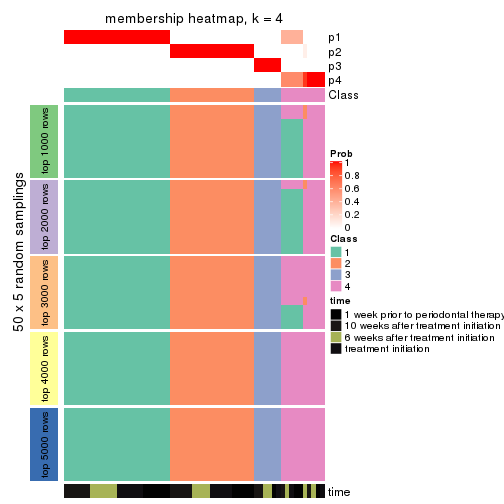 membership heatmap, k = 4
p1
p2
p3
p4
Class
50 x 5 random samplings
top 1000 rows
top 2000 rows
top 3000 rows
top 4000 rows
top 5000 rows
time
Prob
1
0.8
0.6
0.4
0.2
0
Class
1
2
3
4
time
1 week prior to periodontal therapy
10 weeks after treatment initiation
6 weeks after treatment initiation
treatment initiation